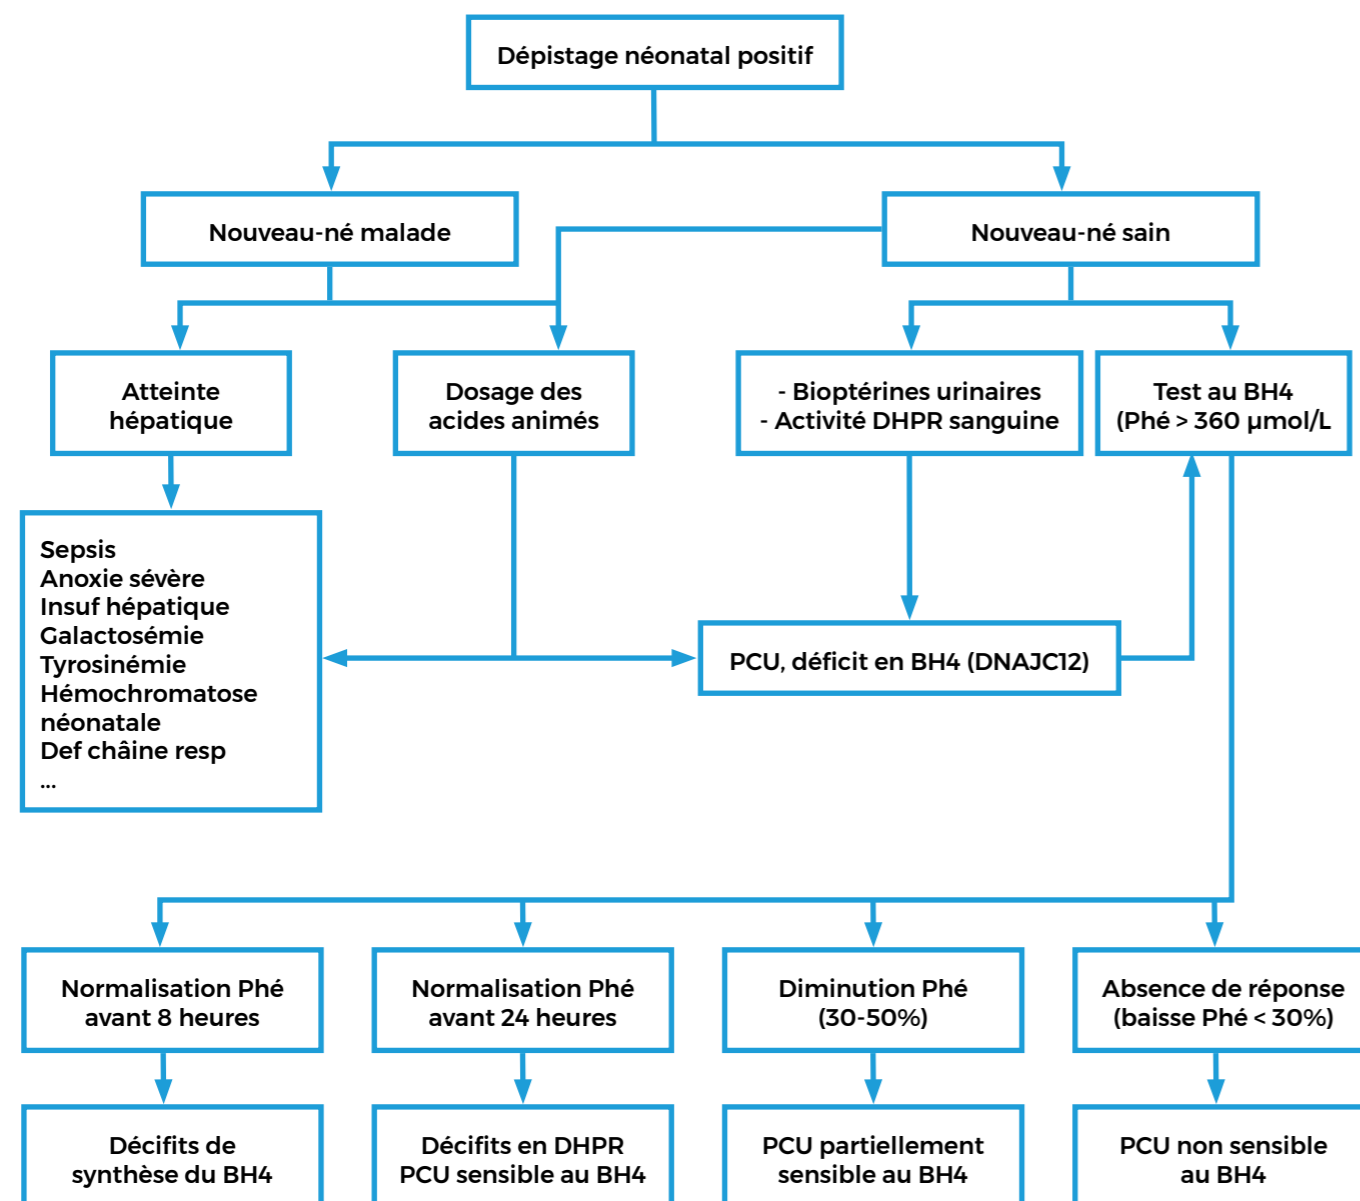 Dépistage néonatal positif
Nouveau-né malade
Nouveau-né sain
Atteinte
hépatique
Dosage des
acides animés
- Bioptérines urinaires
- Activité DHPR sanguine
Test au BH4
(Phé > 360 µmol/L
Sepsis
Anoxie sévère
Insuf hépatique
Galactosémie
Tyrosinémie
Hémochromatose
néonatale
Def châine resp
...
PCU, déficit en BH4 (DNAJC12)
Normalisation Phé
avant 8 heures
Normalisation Phé
avant 24 heures
Diminution Phé
(30-50%)
Absence de réponse
(baisse Phé < 30%)
Décifits de
synthèse du BH4
Décifits en DHPR
PCU sensible au BH4
PCU partiellement
sensible au BH4
PCU non sensible
au BH4